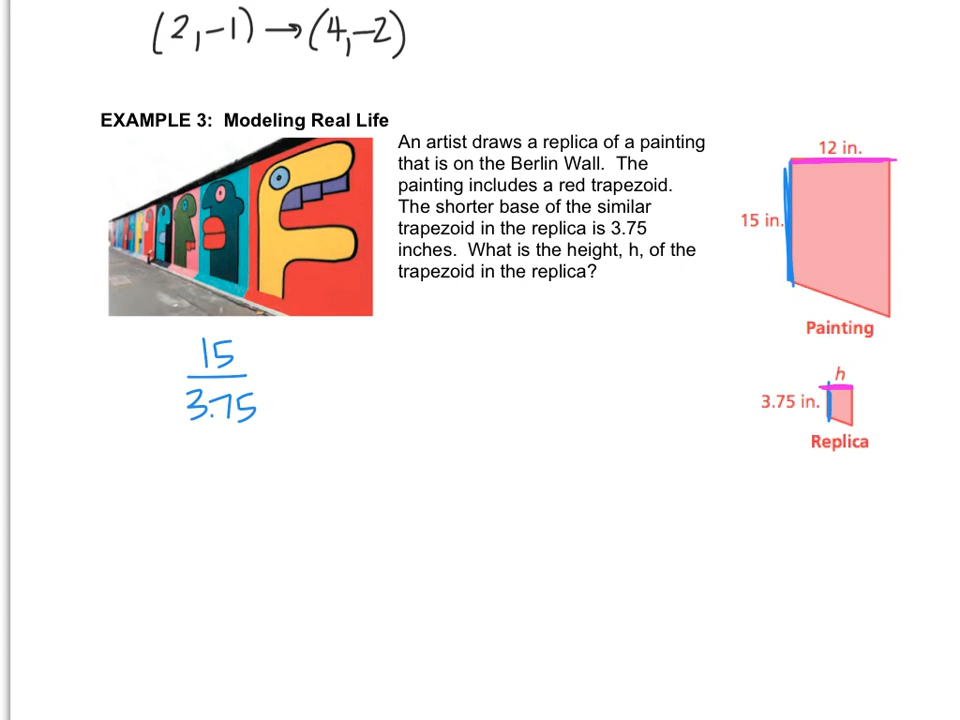 (2,-1)→(4,-2)
EXAMPLE 3: Modeling Real Life
An artist draws a replica of a painting
that is on the Berlin Wall. The
painting includes a red trapezoid.
The shorter base of the similar
trapezoid in the replica is 3.75
inches. What is the height, h, of the
trapezoid in the replica?
12 in.
15 in.
Painting
h
3.75 in.
Replica
15
3.75